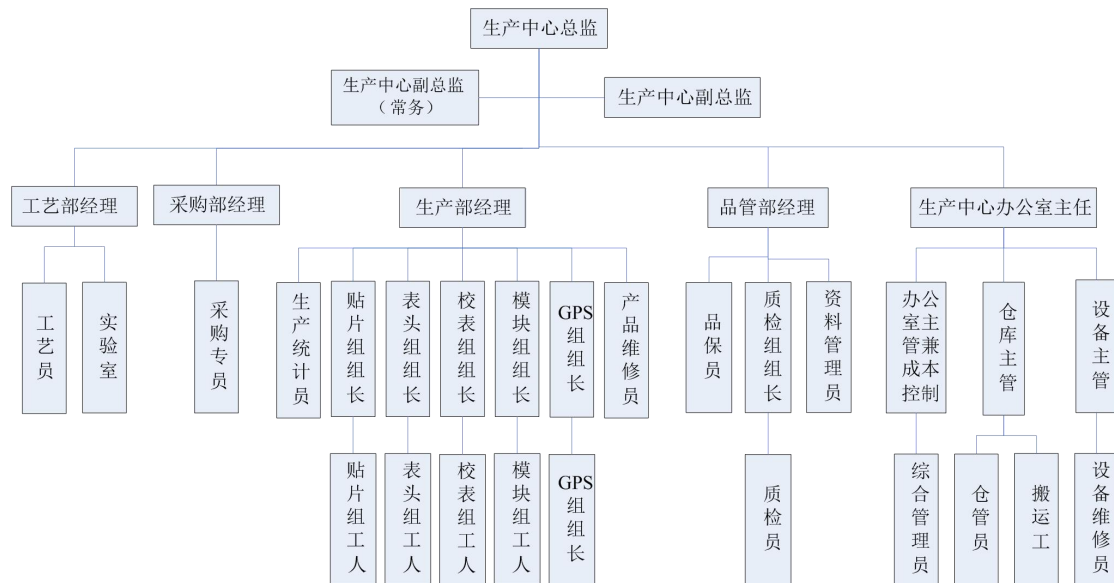 生产中心总监
生产中心副总监
（常务）
生产中心副总监
工艺部经理
采购部经理
生产部经理
品管部经理
生产中心办公室主任
工艺员
实验室
采购专员
生产统计员
贴片组组长
表头组组长
校表组组长
模块组组长
GPS
组组长
产品维修员
品保员
质检组组长
资料管理员
办公
室主
管兼
成本
控制
仓库主管
设备主管
贴片组工人
表头组工人
校表组工人
模块组工人
GPS
组组长
质检员
综合管理员
仓管员
搬运工
设备维修员